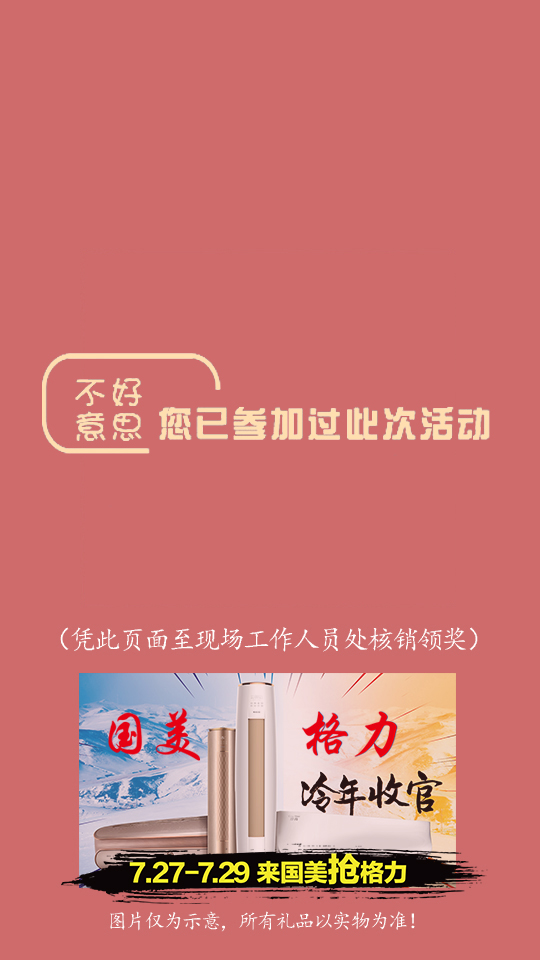 不好
意思
您已参加过此次活动
（凭此页面至现场工作人员处核销领奖）
国美 格力
冷年收官
7.27-7.29 来国美抢格力
图片仅为示意，所有礼品以实物为准！